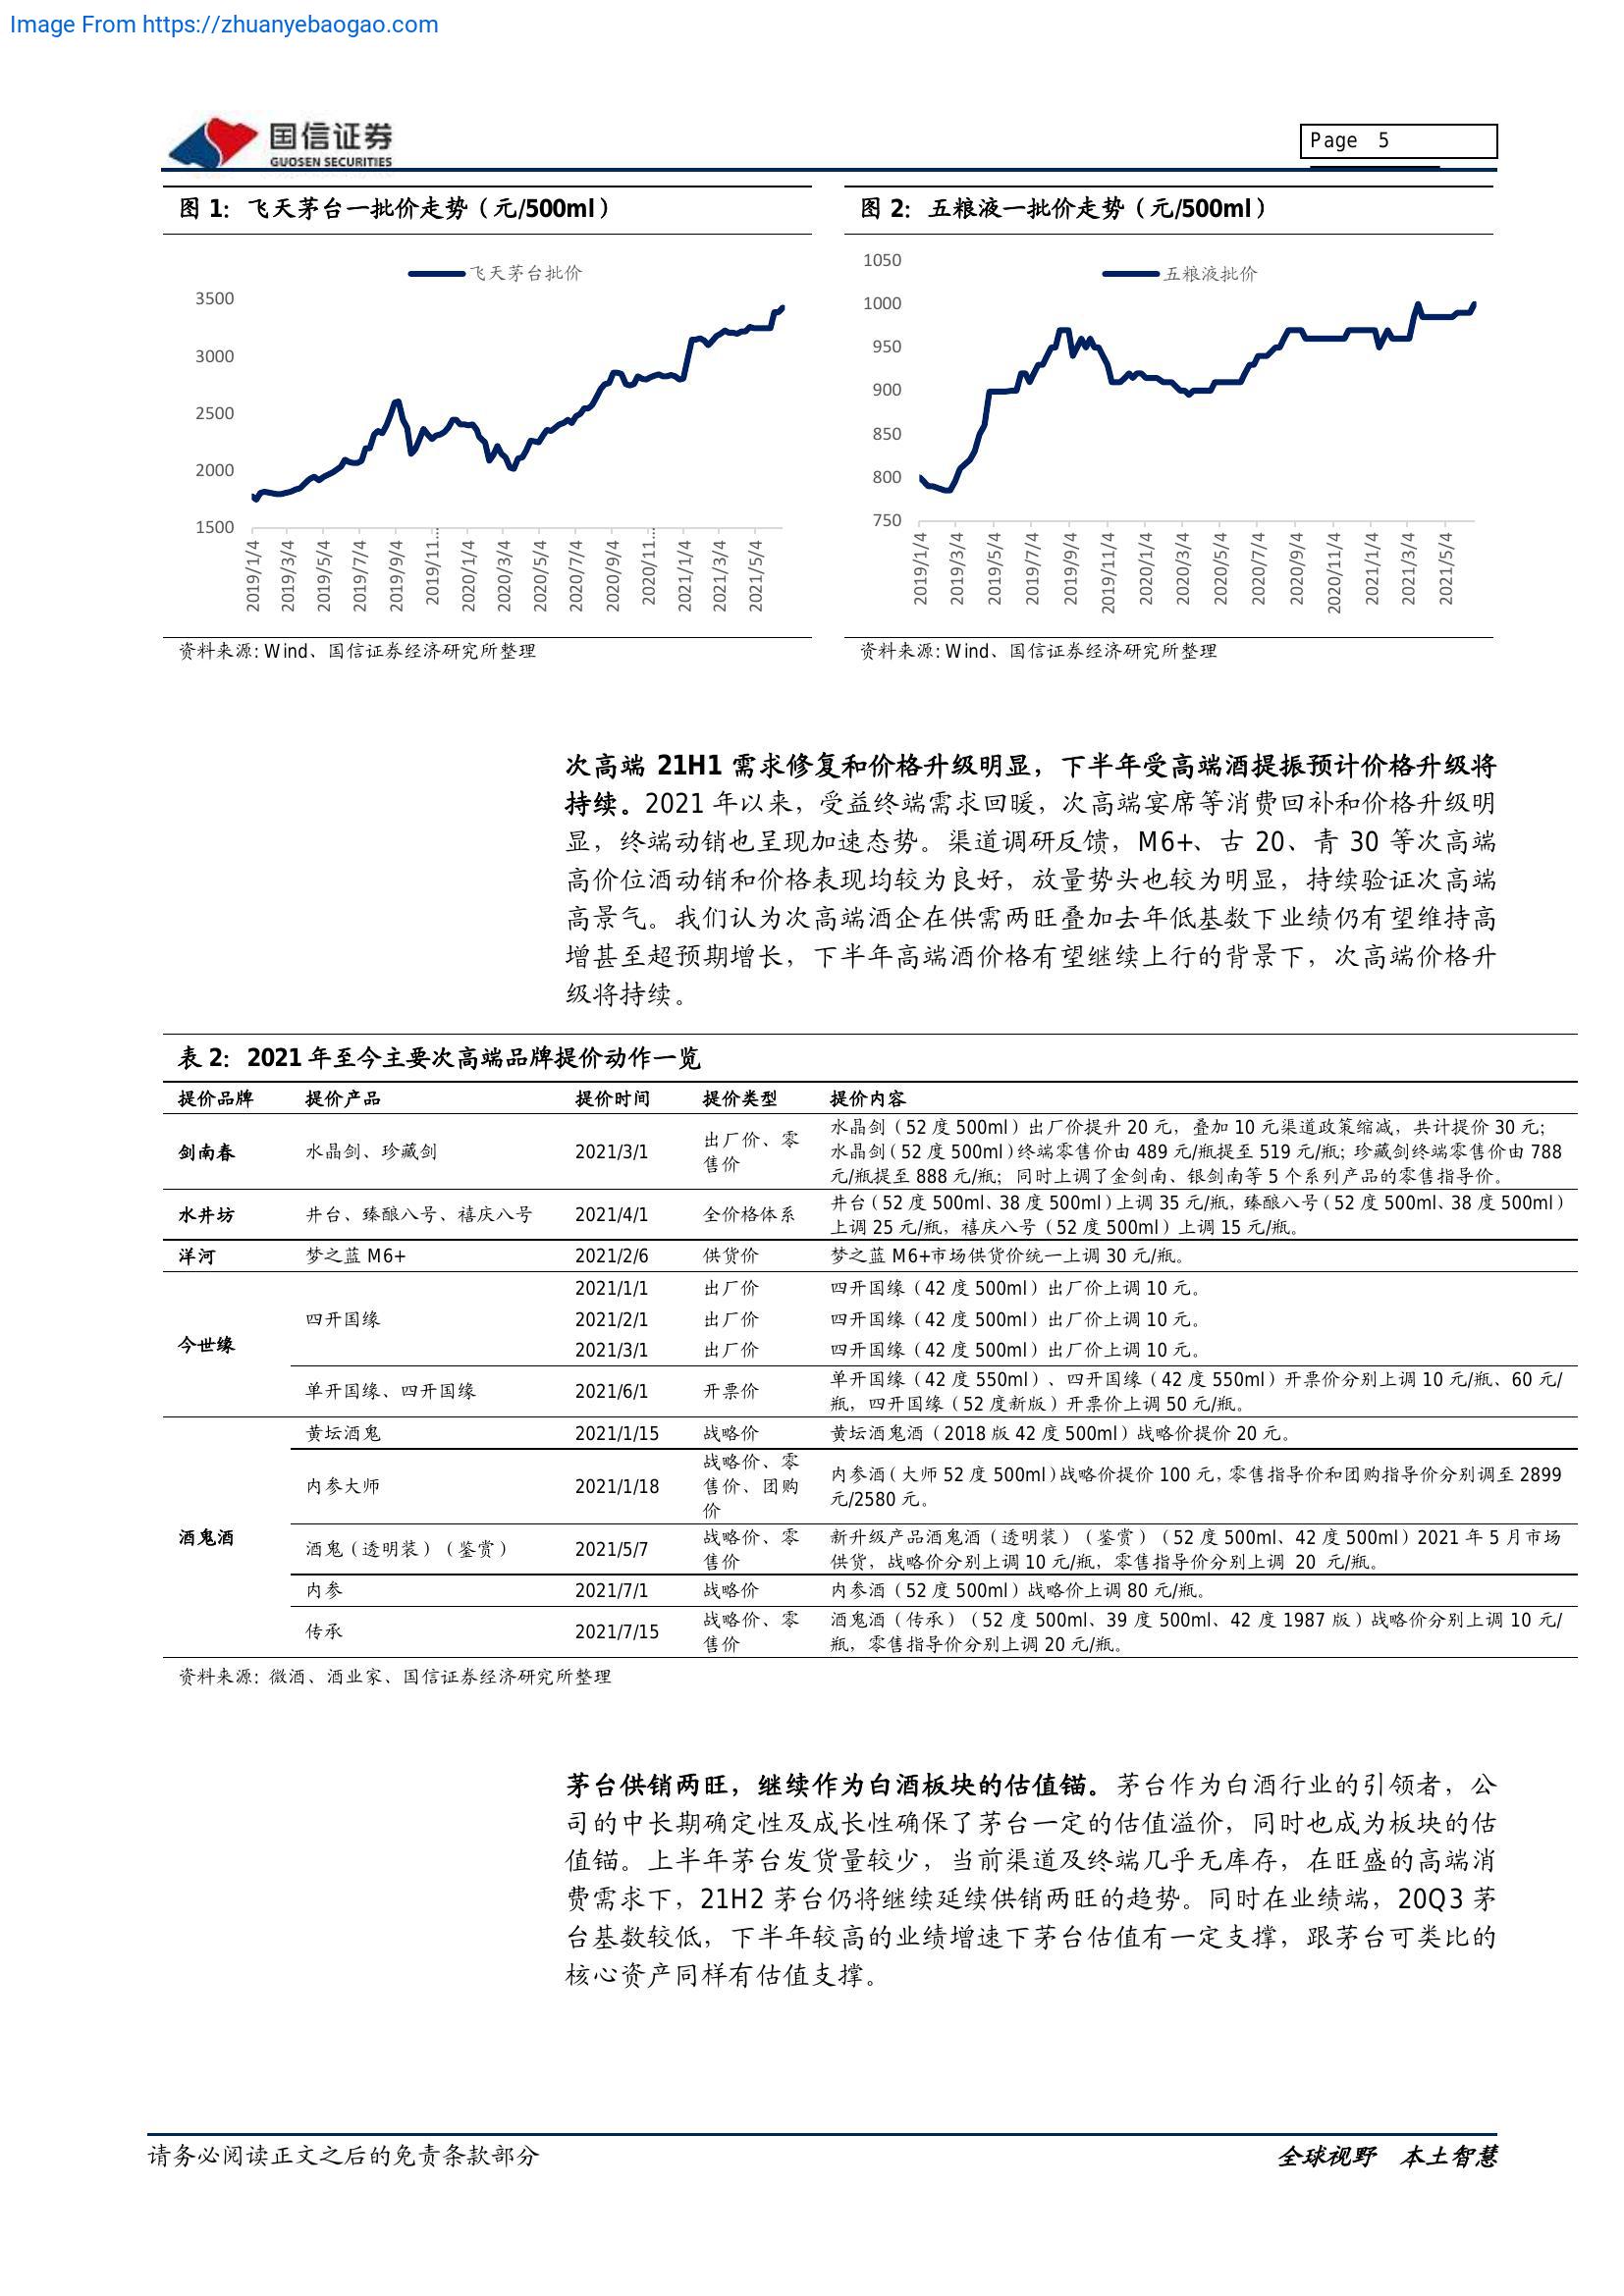 Image From https://zhuanyebaogao.com
国信证券
GUOSEN SECURITIES
Page 5
图 1：飞天茅台一批价走势（元/500ml）
飞天茅台批价
3500
3000
2500
2000
1500
2019/1/4
2019/3/4
2019/5/4
2019/7/4
2019/9/4
2019/11…
2020/1/4
2020/3/4
2020/5/4
2020/7/4
2020/9/4
2020/11…
2021/1/4
2021/3/4
2021/5/4
资料来源: Wind、国信证券经济研究所整理
图 2：五粮液一批价走势（元/500ml）
五粮液批价
1050
1000
950
900
850
800
750
2019/1/4
2019/3/4
2019/5/4
2019/7/4
2019/9/4
2019/11/4
2020/1/4
2020/3/4
2020/5/4
2020/7/4
2020/9/4
2020/11/4
2021/1/4
2021/3/4
2021/5/4
资料来源: Wind、国信证券经济研究所整理
次高端 21H1 需求修复和价格升级明显，下半年受高端酒提振预计价格升级将
持续。2021 年以来，受益终端需求回暖，次高端宴席等消费回补和价格升级明
显，终端动销也呈现加速态势。渠道调研反馈，M6+、古 20、青 30 等次高端
高价位酒动销和价格表现均较为良好，放量势头也较为明显，持续验证次高端
高景气。我们认为次高端酒企在供需两旺叠加去年低基数下业绩仍有望维持高
增甚至超预期增长，下半年高端酒价格有望继续上行的背景下，次高端价格升
级将持续。
表 2：2021 年至今主要次高端品牌提价动作一览
提价品牌 提价产品 提价时间 提价类型 提价内容
剑南春 水晶剑、珍藏剑 2021/3/1 出厂价、零
售价
水晶剑（52 度 500ml）出厂价提升 20 元，叠加 10 元渠道政策缩减，共计提价 30 元；
水晶剑（52 度 500ml）终端零售价由 489 元/瓶提至 519 元/瓶；珍藏剑终端零售价由 788
元/瓶提至 888 元/瓶；同时上调了金剑南、银剑南等 5 个系列产品的零售指导价。
水井坊 井台、臻酿八号、禧庆八号 2021/4/1 全价格体系
井台（52 度 500ml、38 度 500ml）上调 35 元/瓶，臻酿八号（52 度 500ml、38 度 500ml）
上调 25 元/瓶，禧庆八号（52 度 500ml）上调 15 元/瓶。
洋河 梦之蓝 M6+ 2021/2/6 供货价 梦之蓝 M6+市场供货价统一上调 30 元/瓶。
今世缘
四开国缘
2021/1/1 出厂价 四开国缘（42 度 500ml）出厂价上调 10 元。
2021/2/1 出厂价 四开国缘（42 度 500ml）出厂价上调 10 元。
2021/3/1 出厂价 四开国缘（42 度 500ml）出厂价上调 10 元。
单开国缘、四开国缘 2021/6/1 开票价
单开国缘（42 度 550ml）、四开国缘（42 度 550ml）开票价分别上调 10 元/瓶、60 元/
瓶，四开国缘（52 度新版）开票价上调 50 元/瓶。
酒鬼酒
黄坛酒鬼 2021/1/15 战略价 黄坛酒鬼酒（2018 版 42 度 500ml）战略价提价 20 元。
内参大师 2021/1/18 战略价、零
售价、团购
价
内参酒（大师 52 度 500ml）战略价提价 100 元，零售指导价和团购指导价分别调至 2899
元/2580 元。
酒鬼（透明装）（鉴赏） 2021/5/7 战略价、零
售价
新升级产品酒鬼酒（透明装）（鉴赏）（52 度 500ml、42 度 500ml）2021 年 5 月市场
供货，战略价分别上调 10 元/瓶，零售指导价分别上调 20 元/瓶。
内参 2021/7/1 战略价 内参酒（52 度 500ml）战略价上调 80 元/瓶。
传承 2021/7/15 战略价、零
售价
酒鬼酒（传承）（52 度 500ml、39 度 500ml、42 度 1987 版）战略价分别上调 10 元/
瓶，零售指导价分别上调 20 元/瓶。
资料来源：微酒、酒业家、国信证券经济研究所整理
茅台供销两旺，继续作为白酒板块的估值锚。茅台作为白酒行业的引领者，公
司的中长期确定性及成长性确保了茅台一定的估值溢价，同时也成为板块的估
值锚。上半年茅台发货量较少，当前渠道及终端几乎无库存，在旺盛的高端消
费需求下，21H2 茅台仍将继续延续供销两旺的趋势。同时在业绩端，20Q3 茅
台基数较低，下半年较高的业绩增速下茅台估值有一定支撑，跟茅台可类比的
核心资产同样有估值支撑。
请务必阅读正文之后的免责条款部分
全球视野 本土智慧